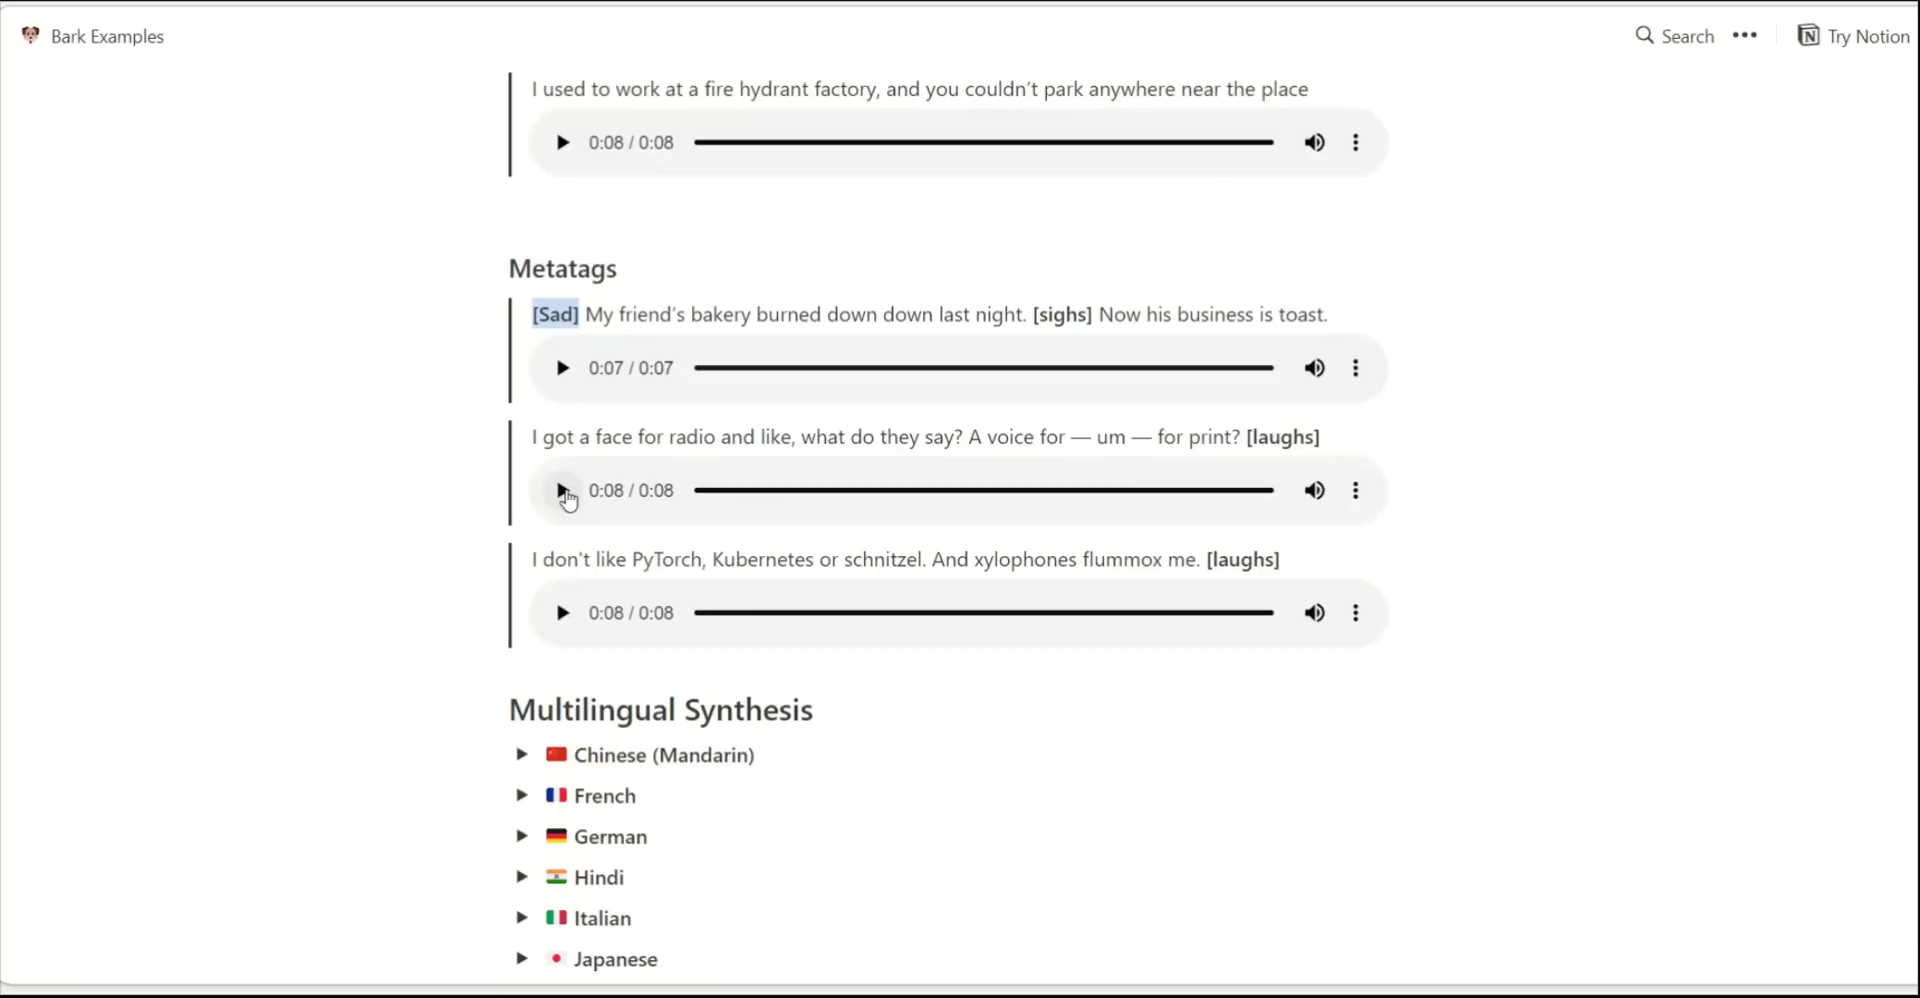 Bark Examples
Search
Try Notion
I used to work at a fire hydrant factory, and you couldn’t park anywhere near the place
0:08 / 0:08
Metatags
[Sad] My friend’s bakery burned down down last night. [sighs] Now his business is toast.
0:07 / 0:07
I got a face for radio and like, what do they say? A voice for — um — for print? [laughs]
0:08 / 0:08
I don't like PyTorch, Kubernetes or schnitzel. And xylophones flummox me. [laughs]
0:08 / 0:08
Multilingual Synthesis
Chinese (Mandarin)
French
German
Hindi
Italian
Japanese